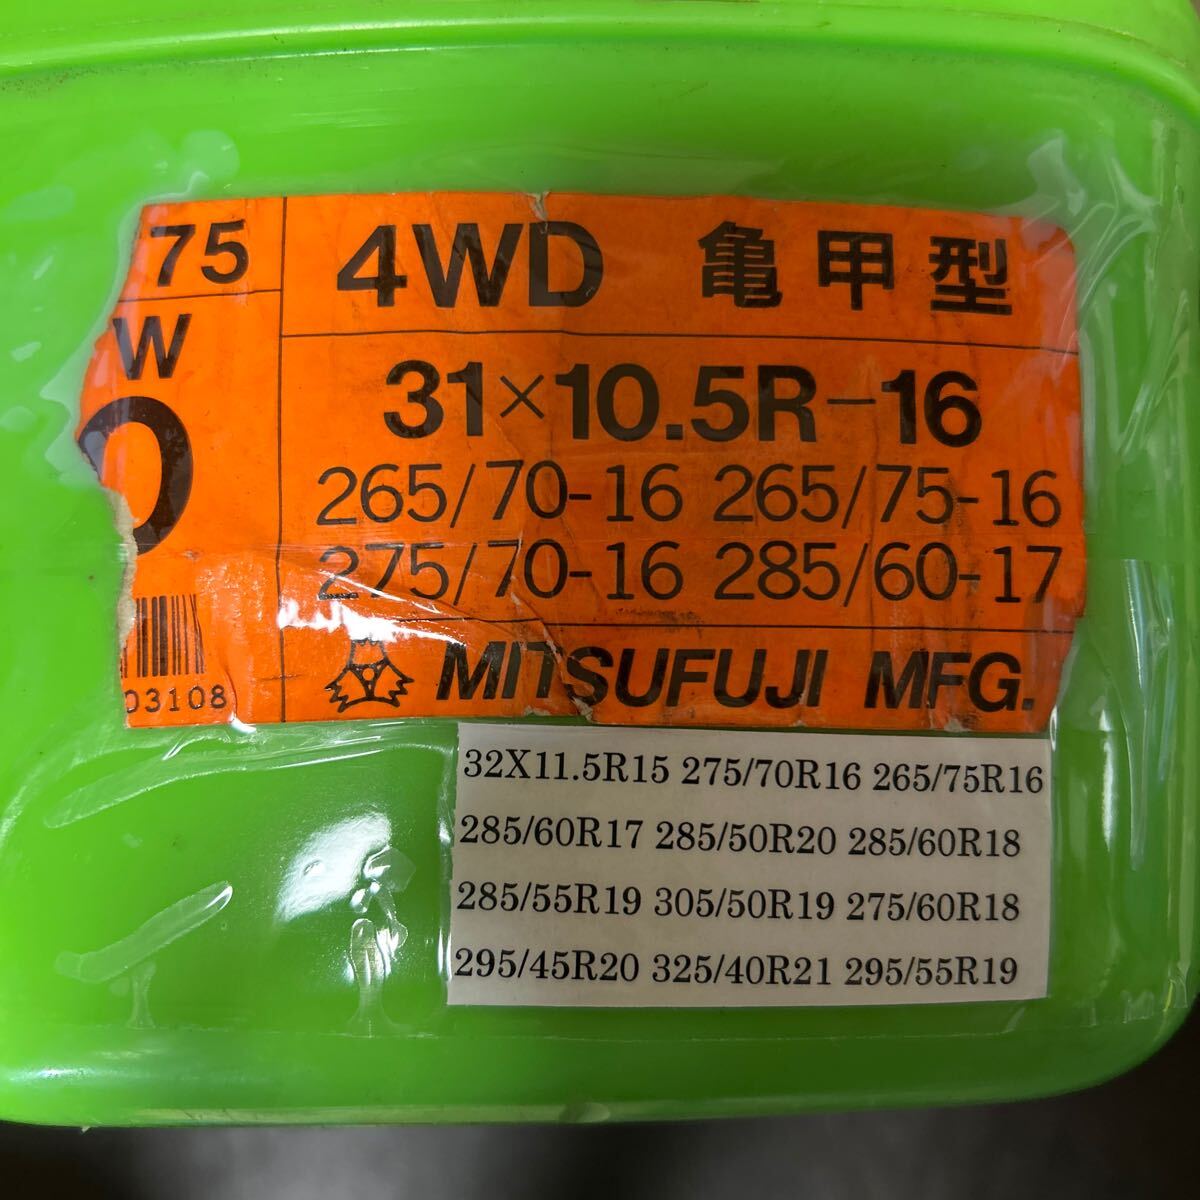 75
W
0
03108
4WD 亀甲型
31×10.5R-16
265/70-16 265/75-16
275/70-16 285/60-17
MITSUFUJI MFG.
32X11.5R15 275/70R16 265/75R16
285/60R17 285/50R20 285/60R18
285/55R19 305/50R19 275/60R18
295/45R20 325/40R21 295/55R19